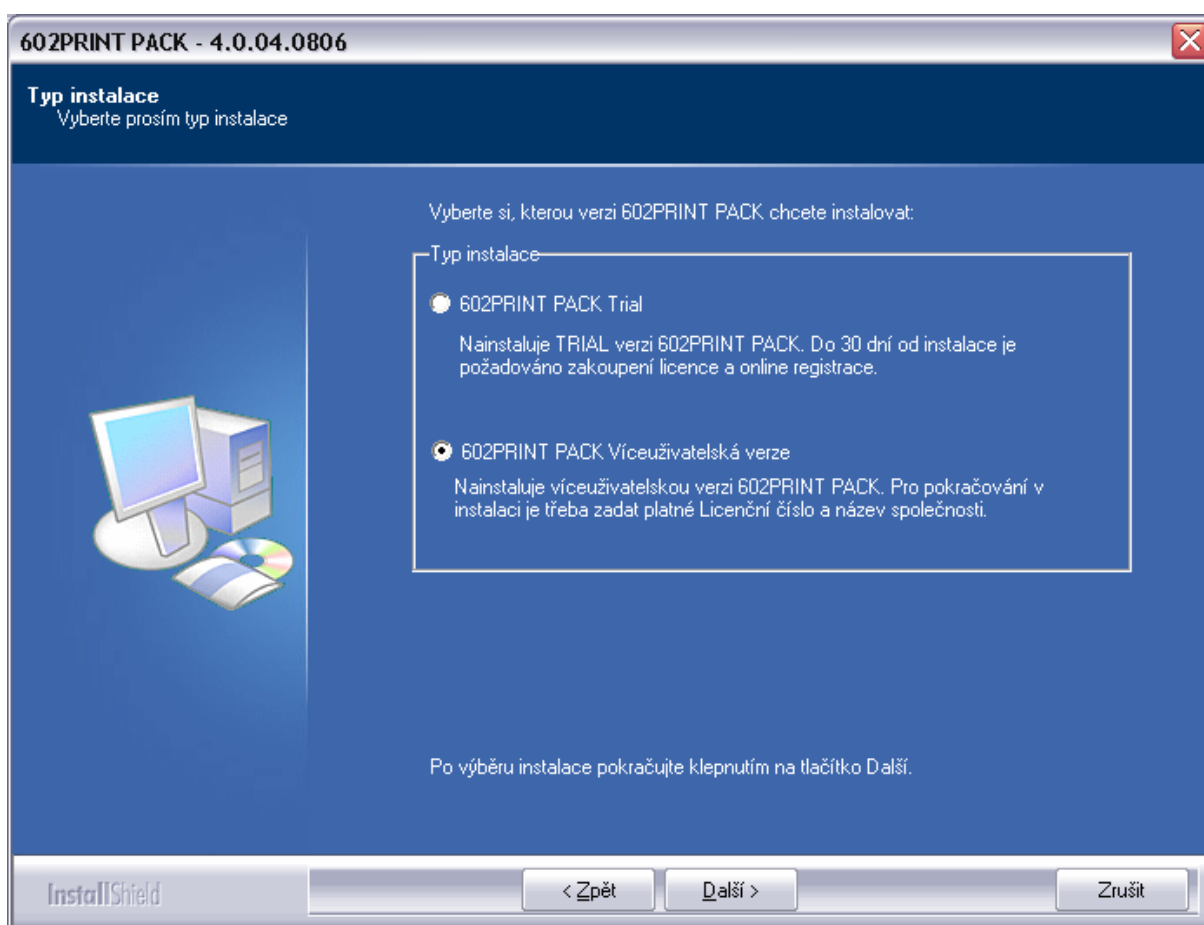 602PRINT PACK - 4.0.04.0806
Typ instalace
Vyberte prosím typ instalace
Vyberte si, kterou verzi 602PRINT PACK chcete instalovat:
Typ instalace
602PRINT PACK Trial
Nainstaluje TRIAL verzi 602PRINT PACK. Do 30 dní od instalace je
požadováno zakoupení licence a online registrace.
602PRINT PACK Víceuživatelská verze
Nainstaluje víceuživatelskou verzi 602PRINT PACK. Pro pokračování v
instalaci je třeba zadat platné Licenční číslo a název společnosti.
Po výběru instalace pokračujte klepnutím na tlačítko Další.
InstallShield
< Zpět
Další >
Zrušit